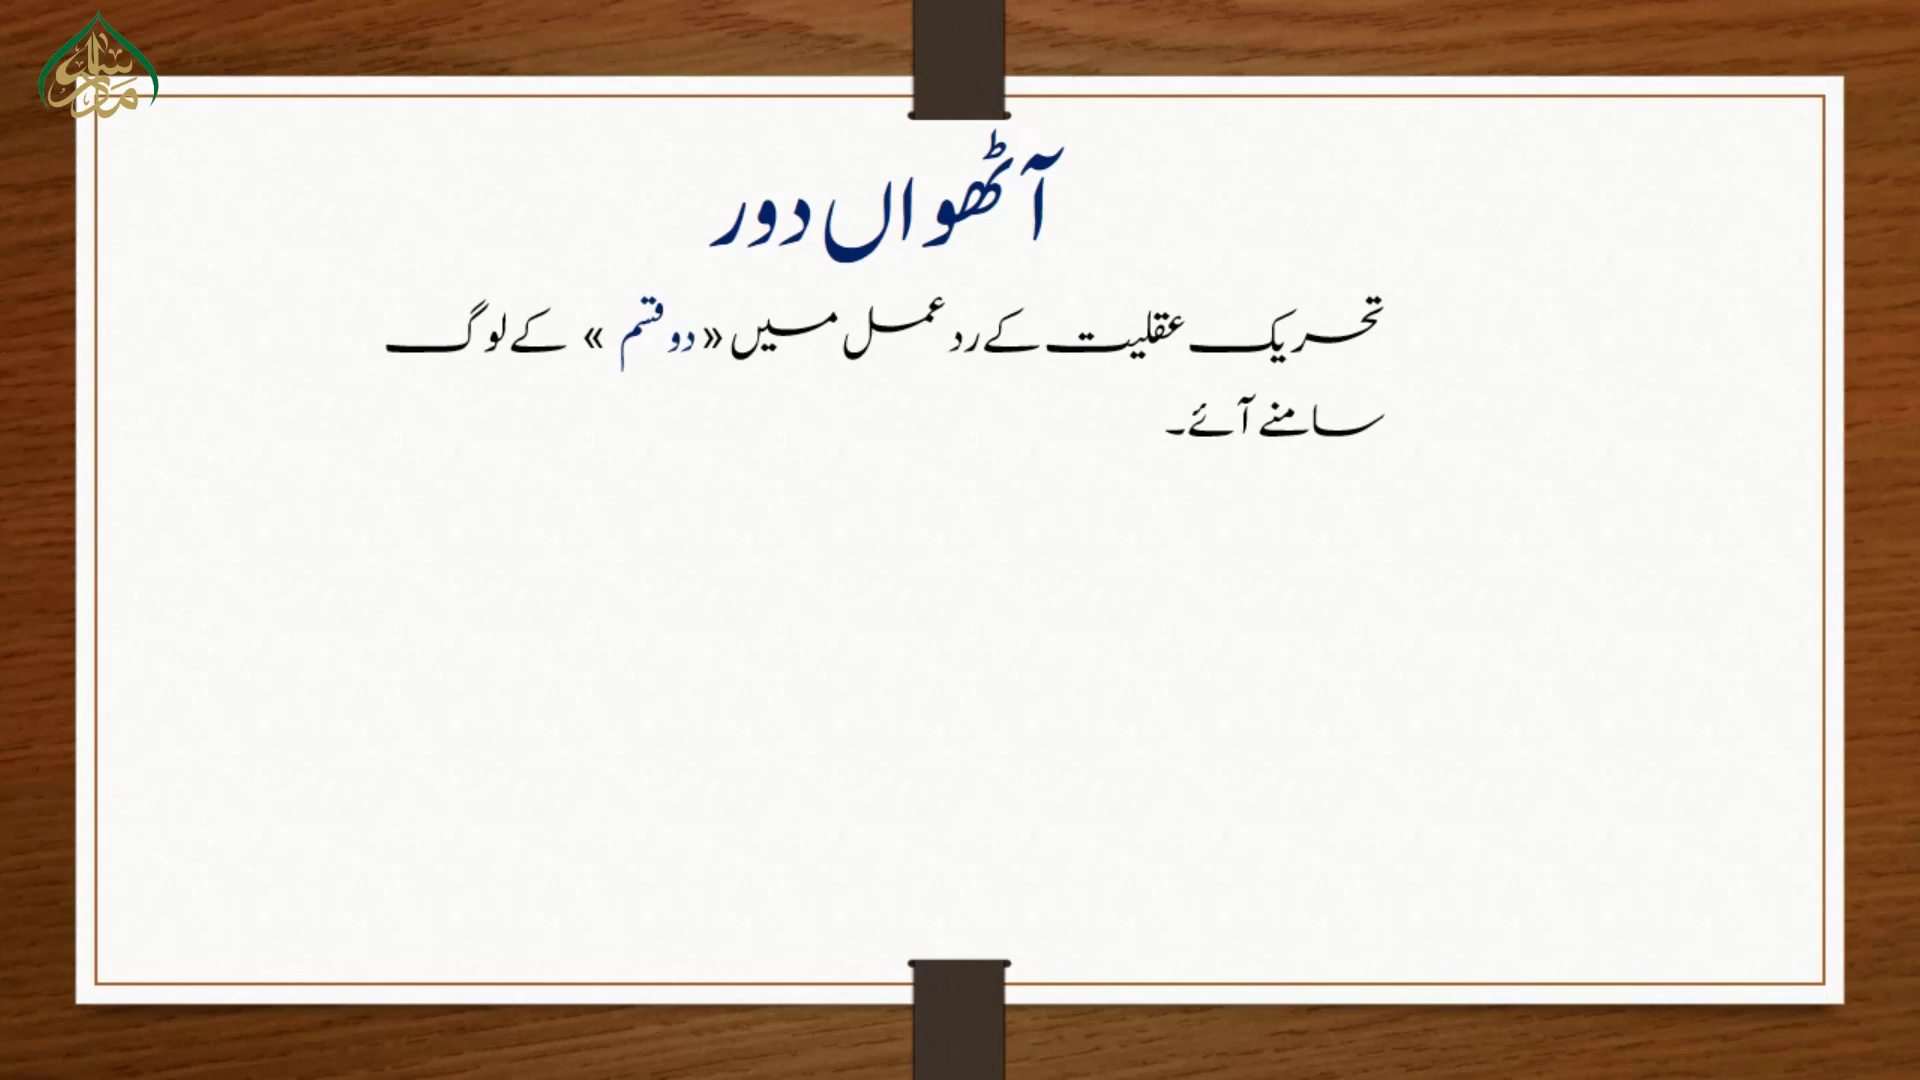 آٹھواں دور
تحریک عقلیت کے رد عمل میں «دو قسم » کے لوگ
سامنے آئے۔